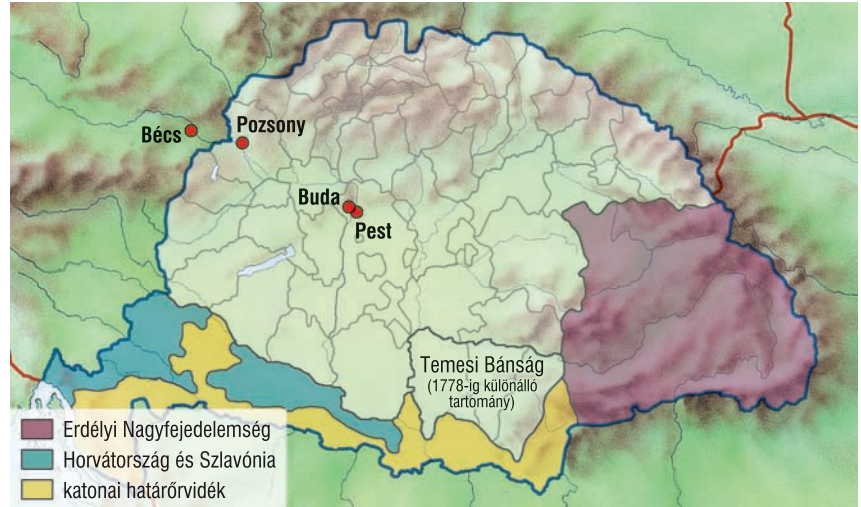 Bécs
Pozsony
Buda
Pest
Temesi Bánság
(1778-ig különálló
tartomány)
Erdélyi Nagyfejedelemség
Horvátország és Szlavónia
katonai határőrvidék